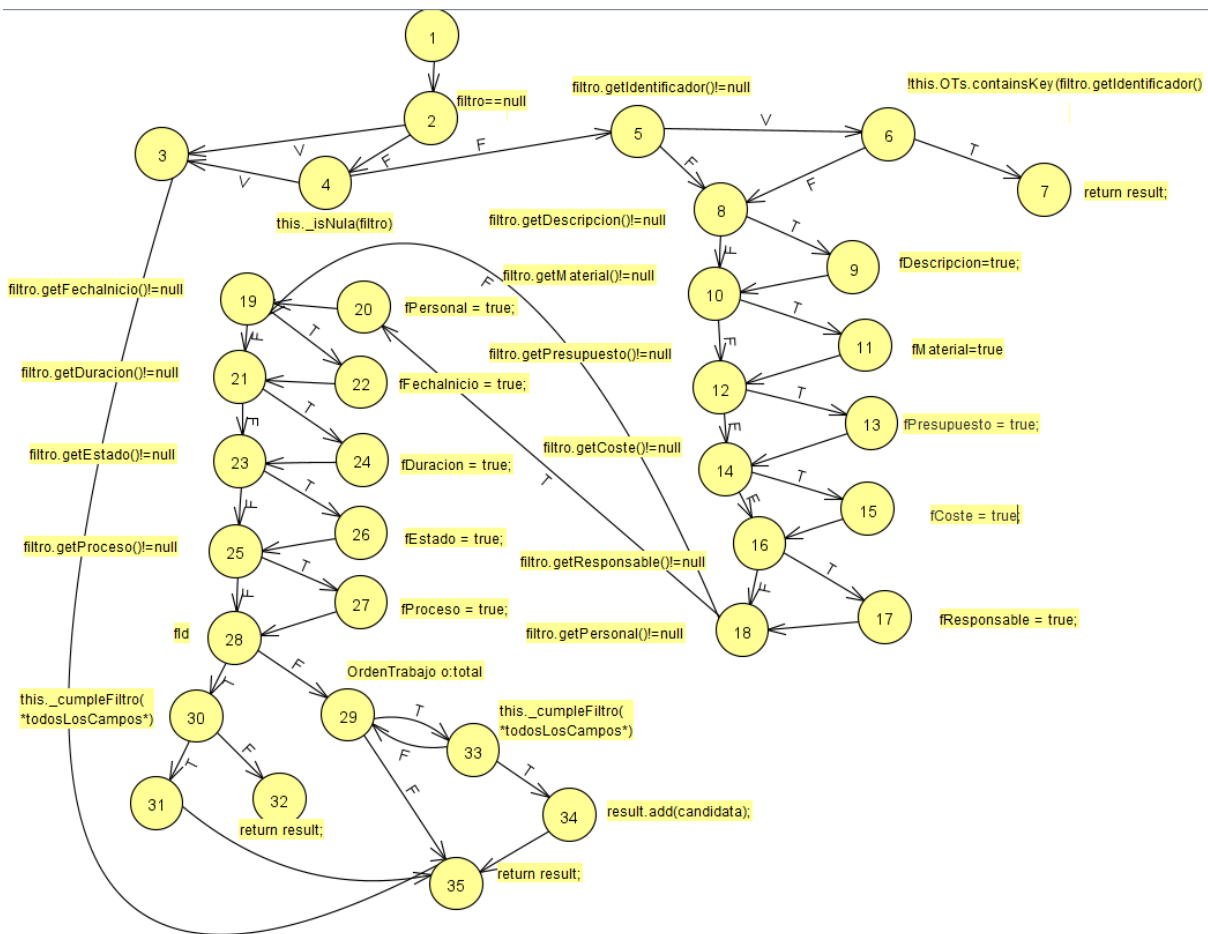 1
filtro.getIdentificador()!=null
!this.OTs.containsKey(filtro.getIdentificador()
filtro==null
2
5
V
6
3
V
F
F
T
V
4
F
F
7
return result;
this._isNula(filtro)
filtro.getDescripcion()!=null
8
T
F
9
fDescripcion=true;
filtro.getFechaInicio()!=null
filtro.getMaterial()!=null
F
10
19
20
fPersonal = true;
T
11
fMaterial=true
F
T
filtro.getPresupuesto()!=null
F
filtro.getDuracion()!=null
21
22
fFechaInicio = true;
12
T
13
fPresupuesto = true;
F
T
F
filtro.getEstado()!=null
23
24
fDuracion = true;
filtro.getCoste()!=null
14
T
F
T
T
F
15
fCoste = true;
filtro.getProceso()!=null
25
26
fEstado = true;
16
filtro.getResponsable()!=null
T
F
T
F
27
fProceso = true;
17
fResponsable = true;
fId
28
filtro.getPersonal()!=null
18
T
F
OrdenTrabajo o:total
this._cumpleFiltro(
*todosLosCampos*)
30
29
T
this._cumpleFiltro(
*todosLosCampos*)
F
33
T
F
F
T
31
32
return result;
34
result.add(candidata);
35
return result;